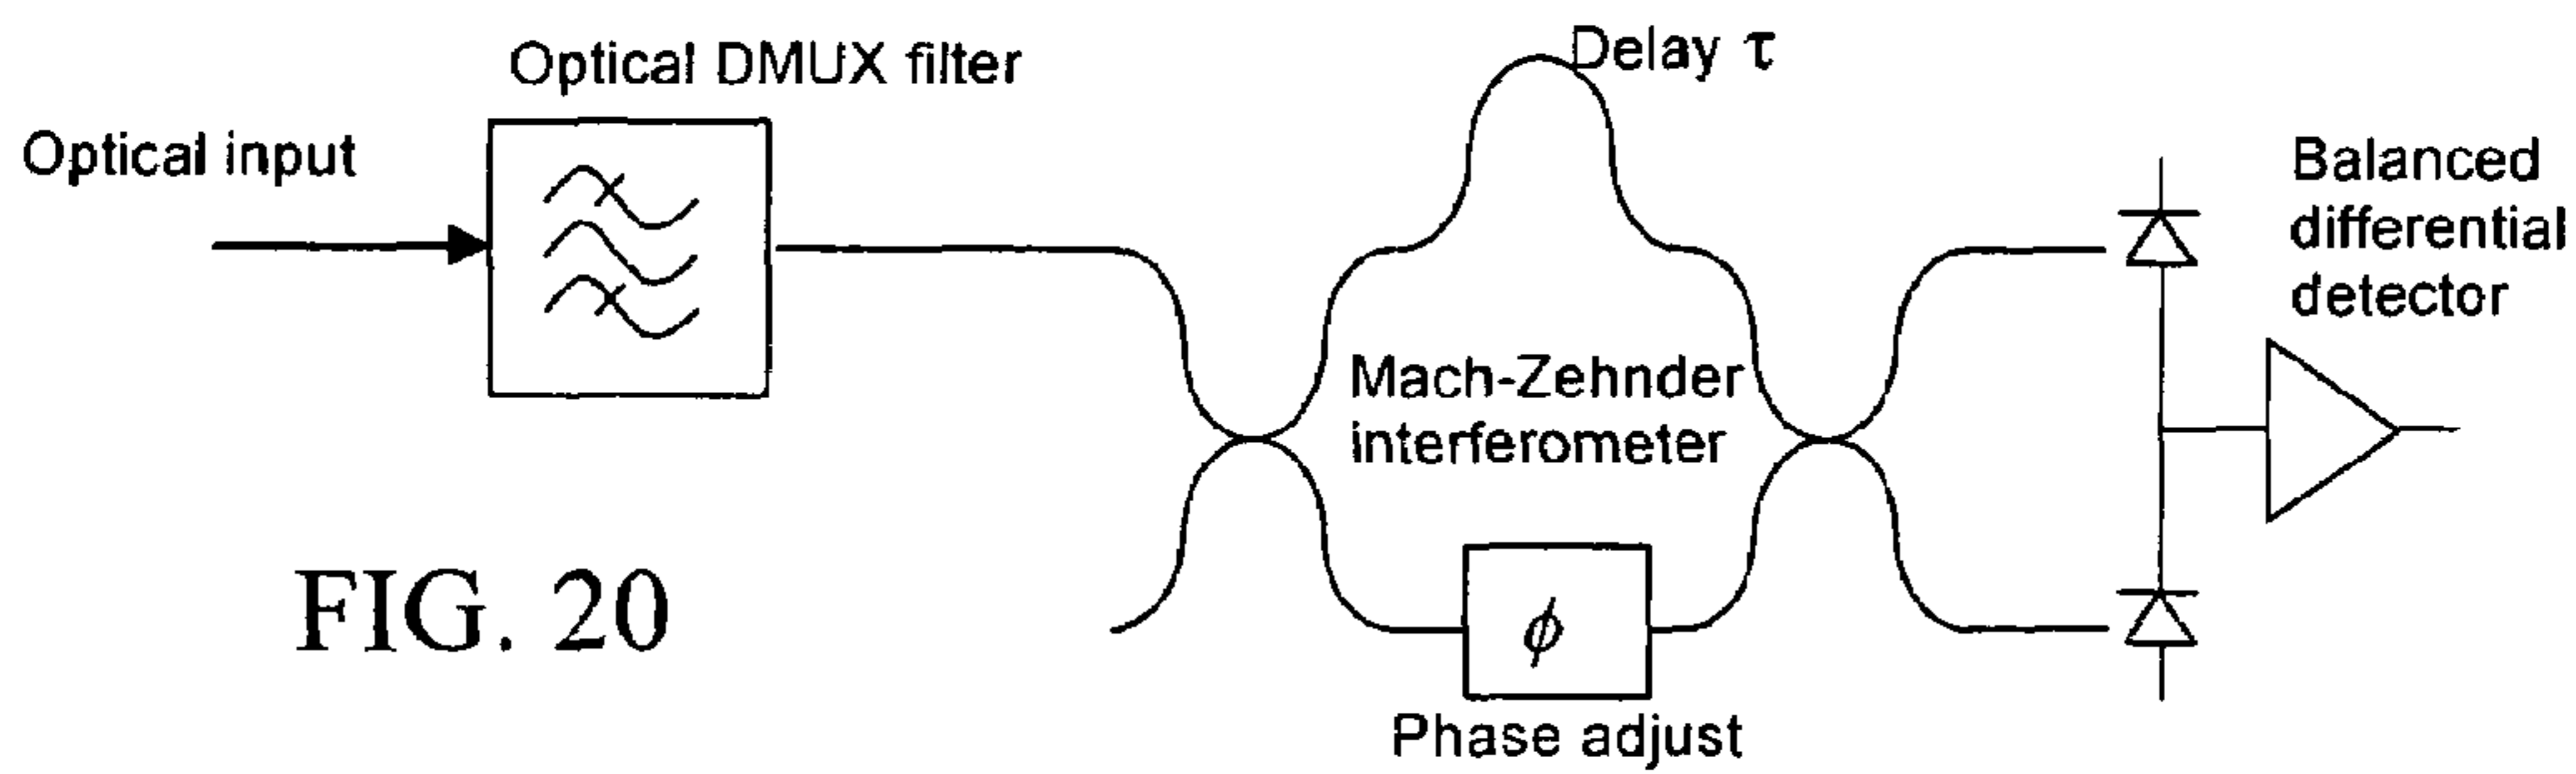 Optical DMUX filter
Delay τ
Optical input
Balanced
differential
detector
Mach-Zehnder
interferometer
ϕ
Phase adjust
FIG. 20